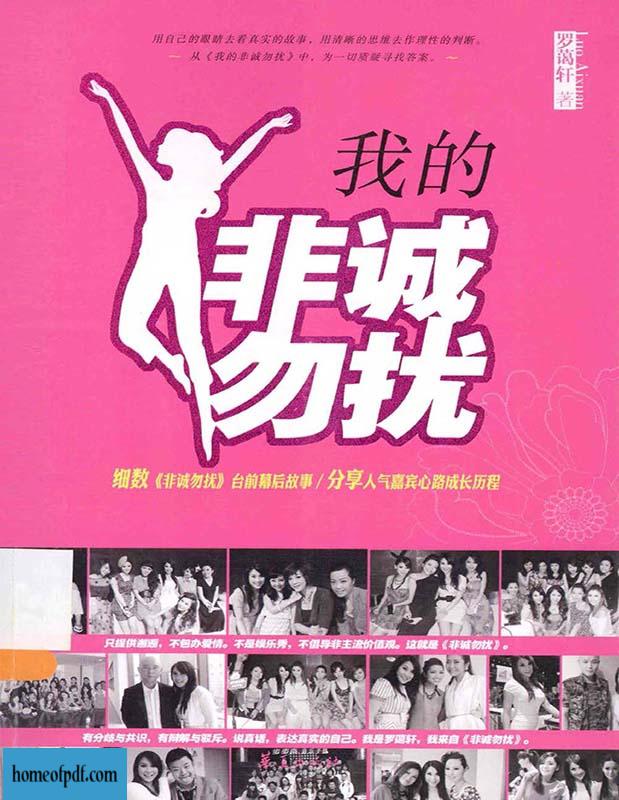 用自己的眼睛去看真实的故事，用清晰的思维去作理性的判断。
从《我的非诚勿扰》中，为一切质疑寻找答案。
罗蔼轩 著
Luo Aixuan
我的
非诚
勿扰
细数《非诚勿扰》台前幕后故事/分享人气嘉宾心路成长历程
只提供邂逅，不包办爱情。不是娱乐秀，不倡导非主流价值观。这就是《非诚勿扰》。
有分歧与共识，有辩解与驳斥。说真话，表达真实的自己。我是罗蔼轩，我来自《非诚勿扰》。
homeofpdf.com